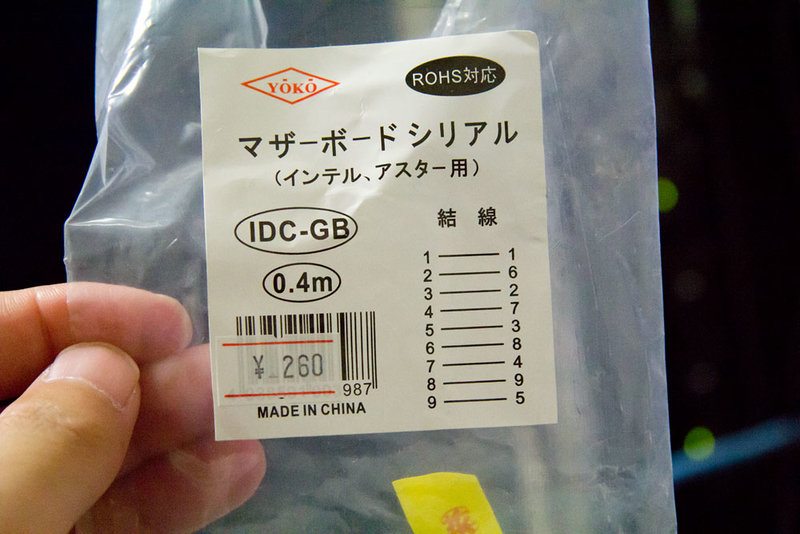 YŌKŌ
ROHS対応
マザーボード シリアル
（インテル、アスター用）
IDC-GB
0.4m
結 線
1 1
2 6
3 2
4 7
5 3
6 8
7 4
8 9
9 5
¥ 260
987
MADE IN CHINA